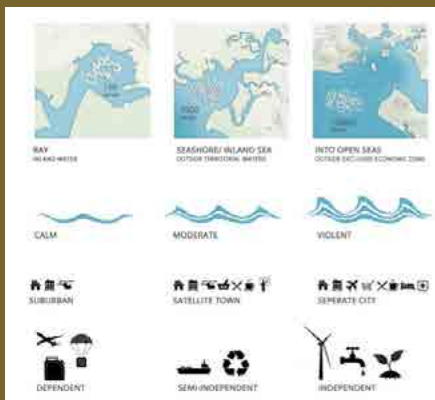 BAY
INLAND WATER
SEASHORE/ INLAND SEA
OUTSIDE TERRITORIAL WATERS
INTO OPEN SEAS
OUTSIDE EXCLUSIVE ECONOMIC ZONE
CALM
MODERATE
VIOLENT
SUBURBAN
SATELLITE TOWN
SEPERATE CITY
DEPENDENT
SEMI-INDEPENDENT
INDEPENDENT